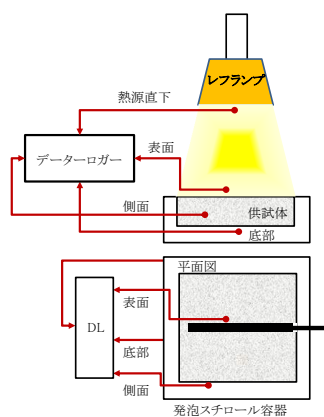 レフランプ
熱源直下
表面
データーロガー
側面
供試体
底部
平面図
表面
DL
底部
側面
発泡スチロール容器